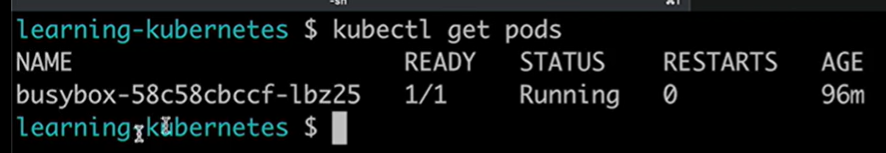 learning-kubernetes $ kubectl get pods
NAME READY STATUS RESTARTS AGE
busybox-58c58cbccf-lbz25 1/1 Running 0 96m
learning-kubernetes $